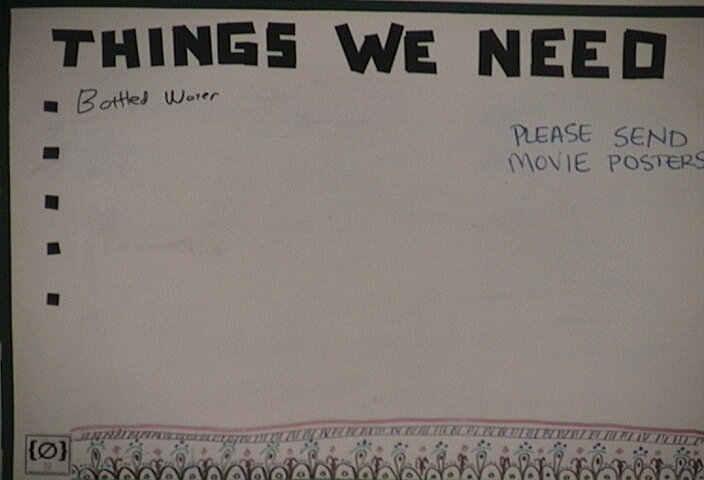 THINGS WE NEED
Bottled Water
PLEASE SEND
MOVIE POSTERS
{Ø}